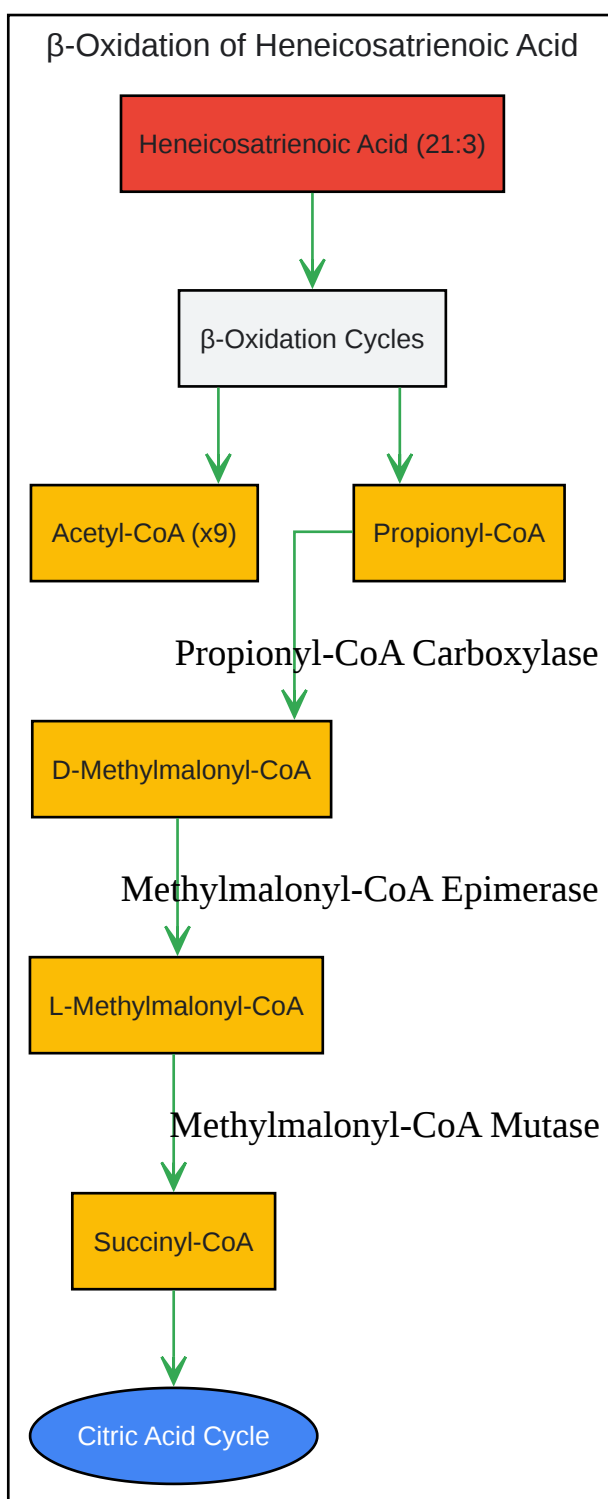 β-Oxidation of Heneicosatrienoic Acid
Heneicosatrienoic Acid (21:3)
β-Oxidation Cycles
Acetyl-CoA (x9)
Propionyl-CoA
Propionyl-CoA Carboxylase
D-Methylmalonyl-CoA
Methylmalonyl-CoA Epimerase
L-Methylmalonyl-CoA
Methylmalonyl-CoA Mutase
Succinyl-CoA
Citric Acid Cycle